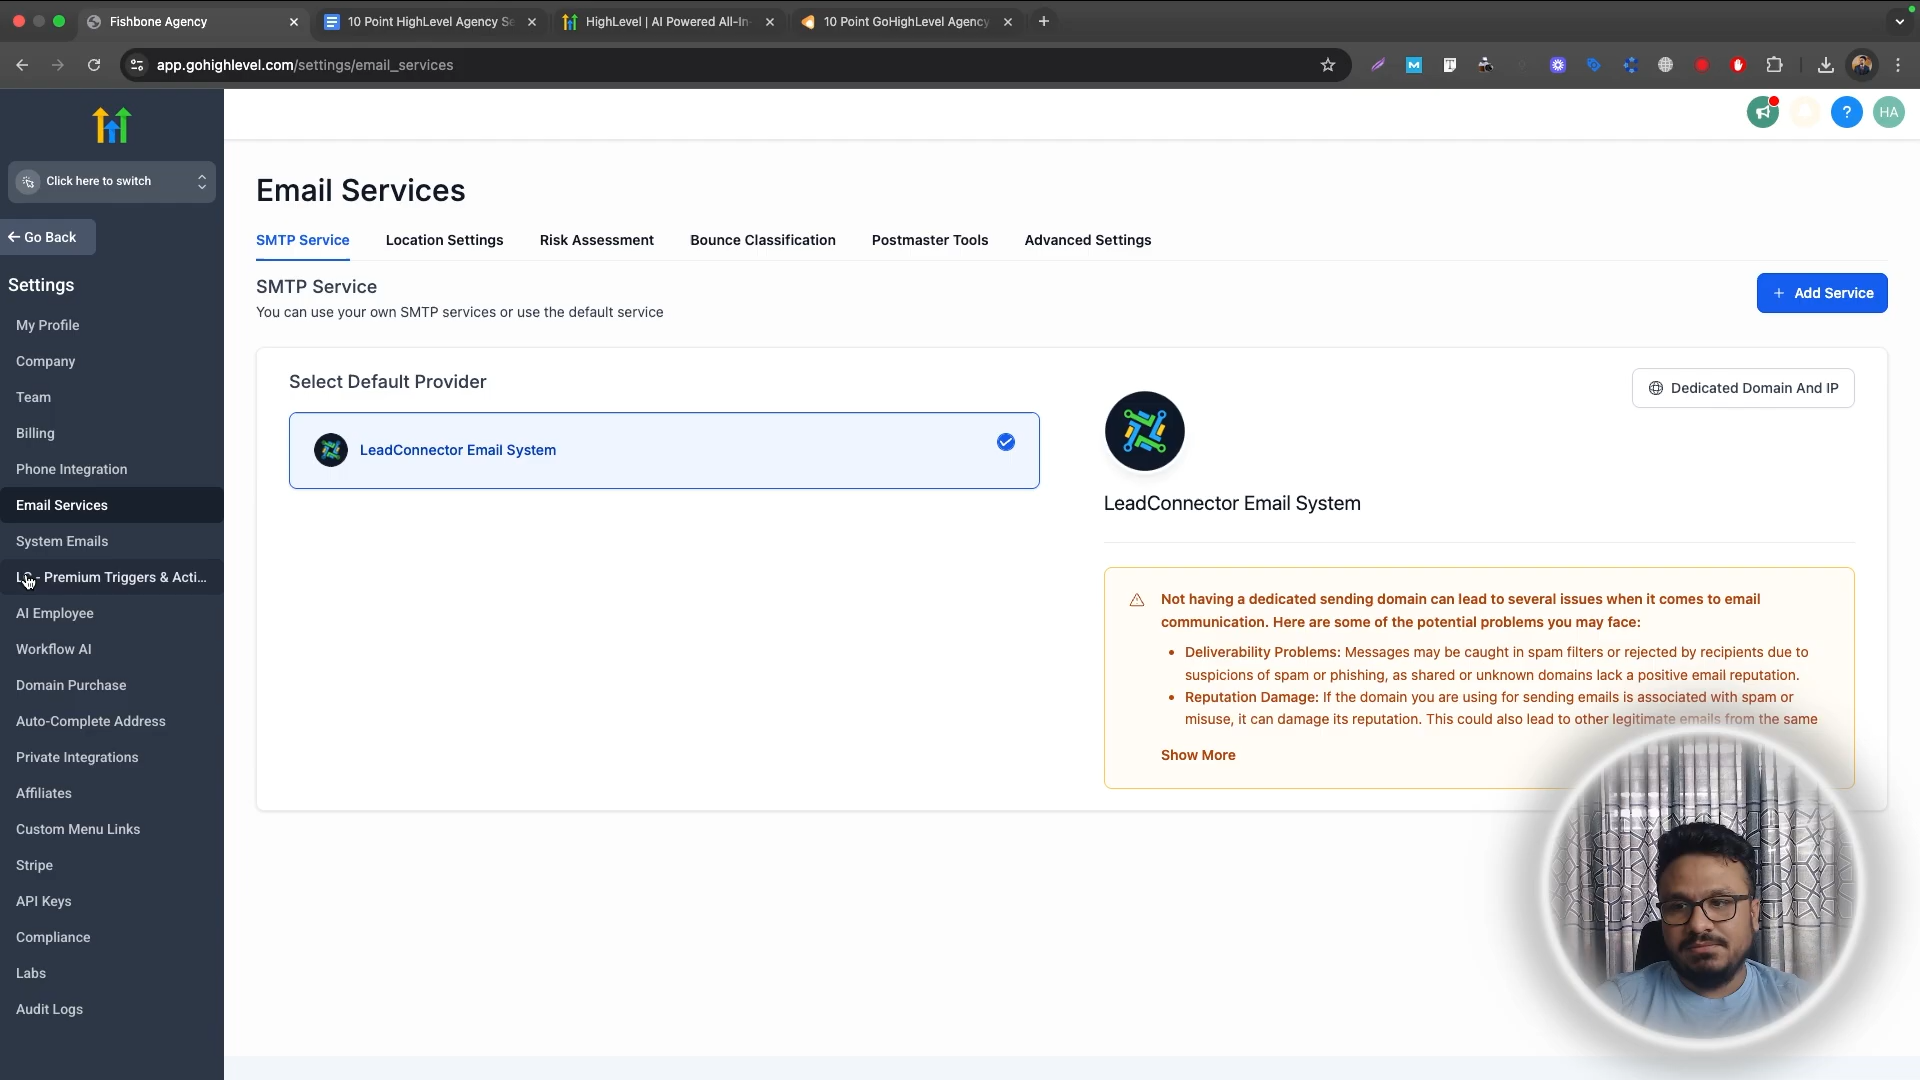 Fishbone Agency
10 Point HighLevel Agency Se
HighLevel | AI Powered All-In-
10 Point GoHighLevel Agency
app.gohighlevel.com/settings/email_services
HA
Click here to switch
Go Back
Settings
My Profile
Company
Team
Billing
Phone Integration
Email Services
System Emails
- Premium Triggers & Acti...
AI Employee
Workflow AI
Domain Purchase
Auto-Complete Address
Private Integrations
Affiliates
Custom Menu Links
Stripe
API Keys
Compliance
Labs
Audit Logs
Email Services
SMTP Service
Location Settings
Risk Assessment
Bounce Classification
Postmaster Tools
Advanced Settings
SMTP Service
You can use your own SMTP services or use the default service
+ Add Service
Select Default Provider
LeadConnector Email System
Dedicated Domain And IP
LeadConnector Email System
Not having a dedicated sending domain can lead to several issues when it comes to email
communication. Here are some of the potential problems you may face:
• Deliverability Problems: Messages may be caught in spam filters or rejected by recipients due to
suspicions of spam or phishing, as shared or unknown domains lack a positive email reputation.
• Reputation Damage: If the domain you are using for sending emails is associated with spam or
misuse, it can damage its reputation. This could also lead to other legitimate emails from the same
Show More